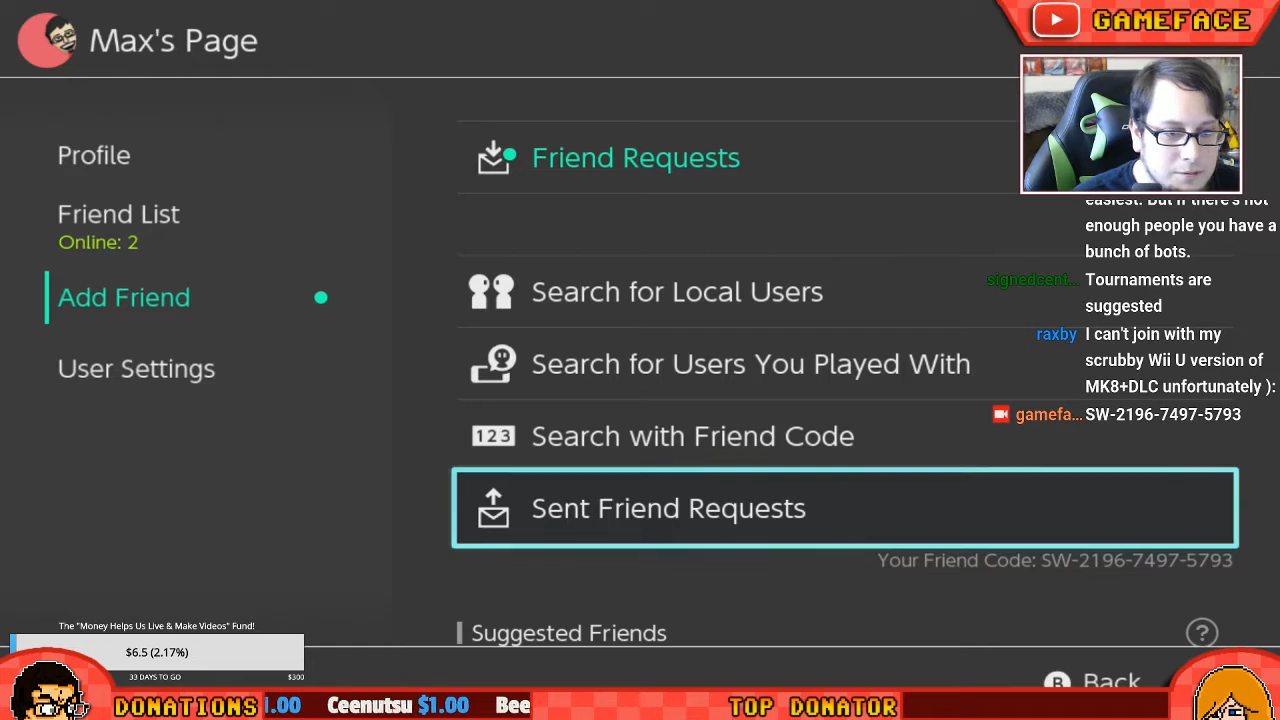 Max's Page
GAMEFACE
Profile
Friend List
Online: 2
Add Friend
User Settings
Friend Requests
Search for Local Users
Search for Users You Played With
123 Search with Friend Code
Sent Friend Requests
Your Friend Code: SW-2196-7497-5793
Suggested Friends
?
B Back
easiest. But if there's not
enough people you have a
bunch of bots.
signedcent... Tournaments are
suggested
raxby I can't join with my
scrubby Wii U version of
MK8+DLC unfortunately ):
gamefa... SW-2196-7497-5793
The "Money Helps Us Live & Make Videos" Fund!
$6.5 (2.17%)
33 DAYS TO GO $300
DONATIONS 1.00 Ceenutsu $1.00 Bee
TOP DONATOR